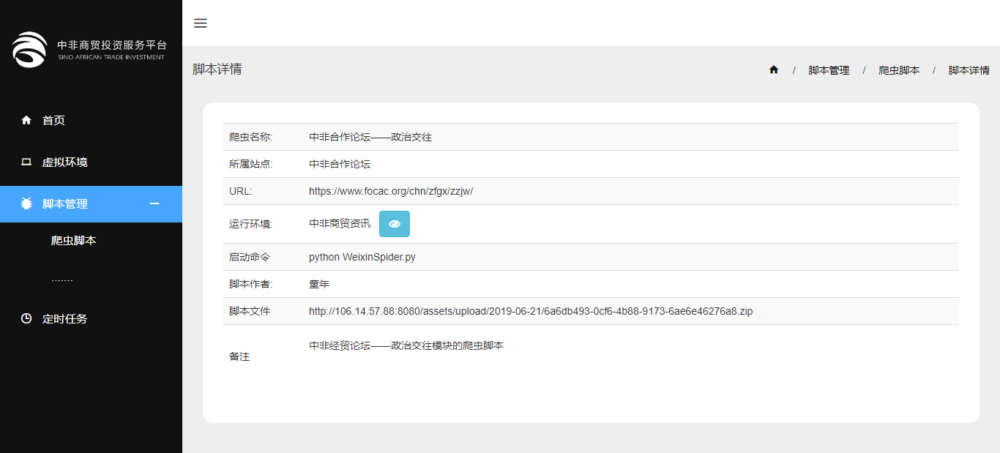 中非商贸投资服务平台
SINO AFRICAN TRADE INVESTMENT
首页
虚拟环境
脚本管理
爬虫脚本
.......
定时任务
脚本详情
/ 脚本管理 / 爬虫脚本 / 脚本详情
爬虫名称: 中非合作论坛——政治交往
所属站点: 中非合作论坛
URL: https://www.focac.org/chn/zfgx/zzjw/
运行环境: 中非商贸资讯
启动命令 python WeixinSpider.py
脚本作者: 童年
脚本文件 http://106.14.57.88:8080/assets/upload/2019-06-21/6a6db493-0cf6-4b88-9173-6ae6e46276a8.zip
备注 中非经贸论坛——政治交往模块的爬虫脚本